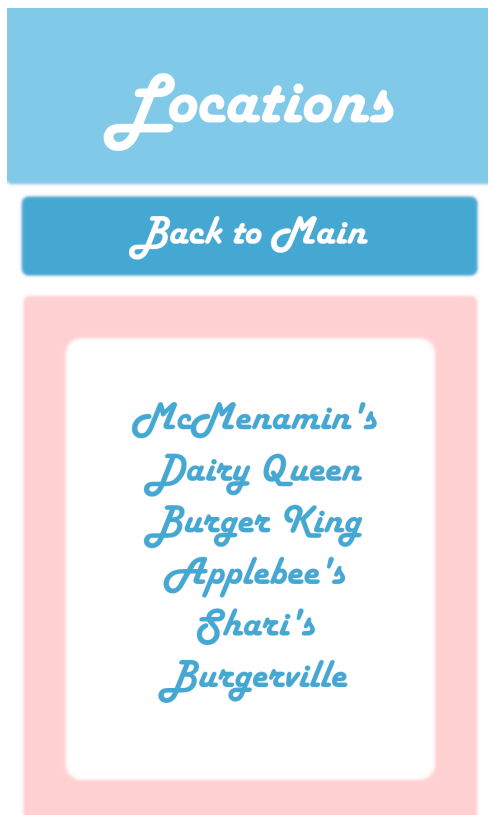 Locations
Back to Main
McMenamin's
Dairy Queen
Burger King
Applebee's
Shari's
Burgerville